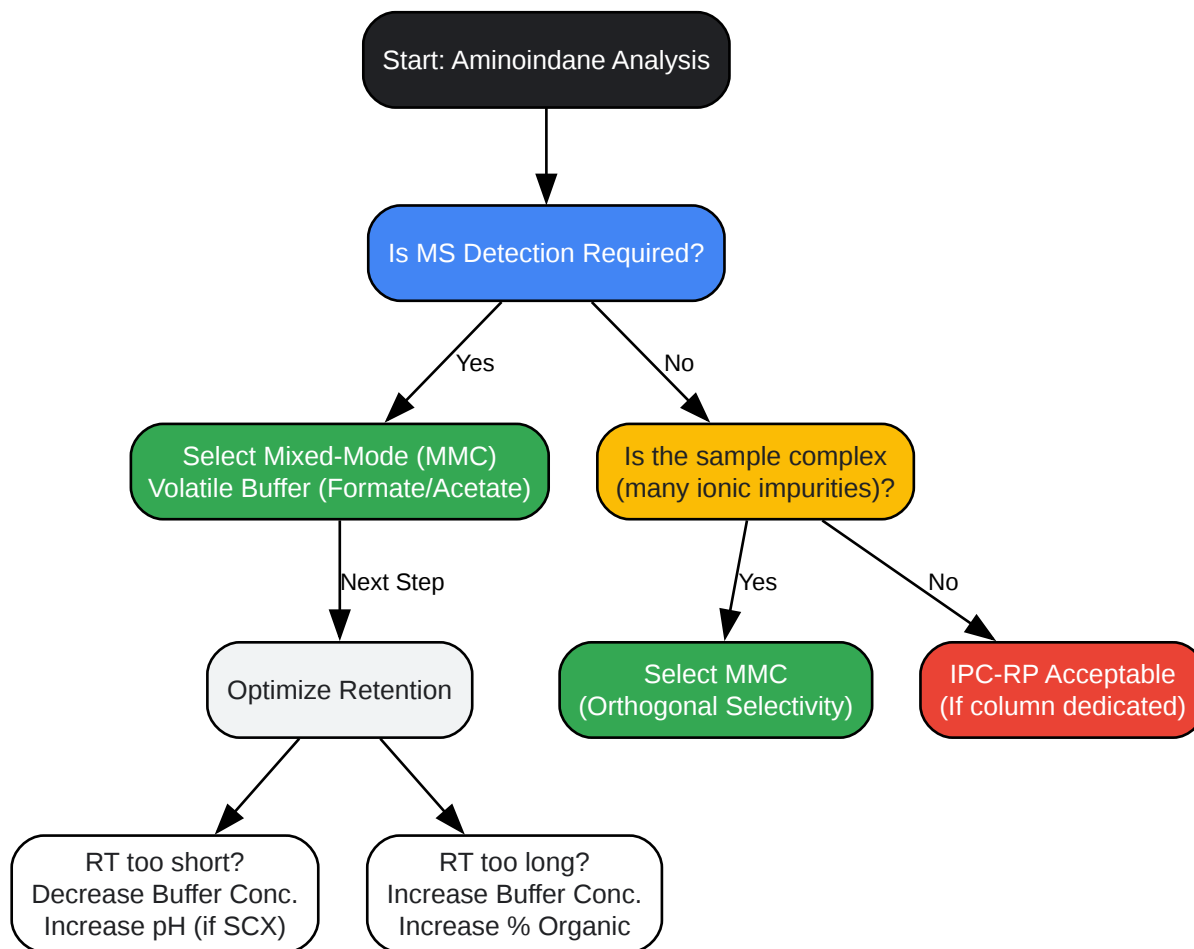 Start: Aminoindane Analysis
Is MS Detection Required?
Yes
No
Select Mixed-Mode (MMC)
Volatile Buffer (Formate/Acetate)
Is the sample complex
(many ionic impurities)?
Next Step
Yes
No
Optimize Retention
Select MMC
(Orthogonal Selectivity)
IPC-RP Acceptable
(If column dedicated)
RT too short?
Decrease Buffer Conc.
Increase pH (if SCX)
RT too long?
Increase Buffer Conc.
Increase % Organic